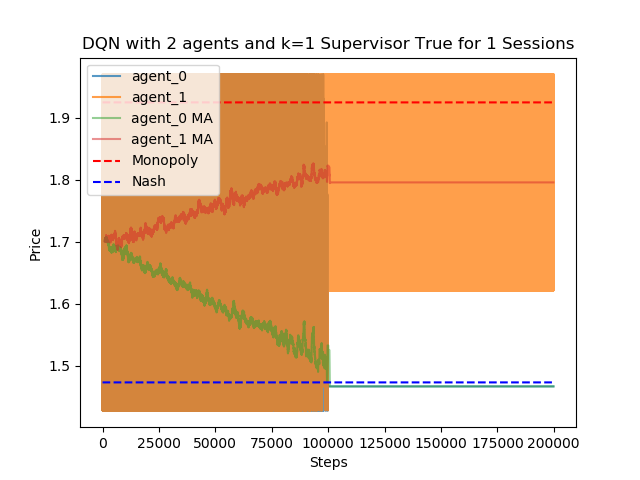 DQN with 2 agents and k=1 Supervisor True for 1 Sessions
agent_0
agent_1
agent_0 MA
agent_1 MA
Monopoly
Nash
1.9
1.8
1.7
1.6
1.5
Price
0 25000 50000 75000 100000 125000 150000 175000 200000
Steps